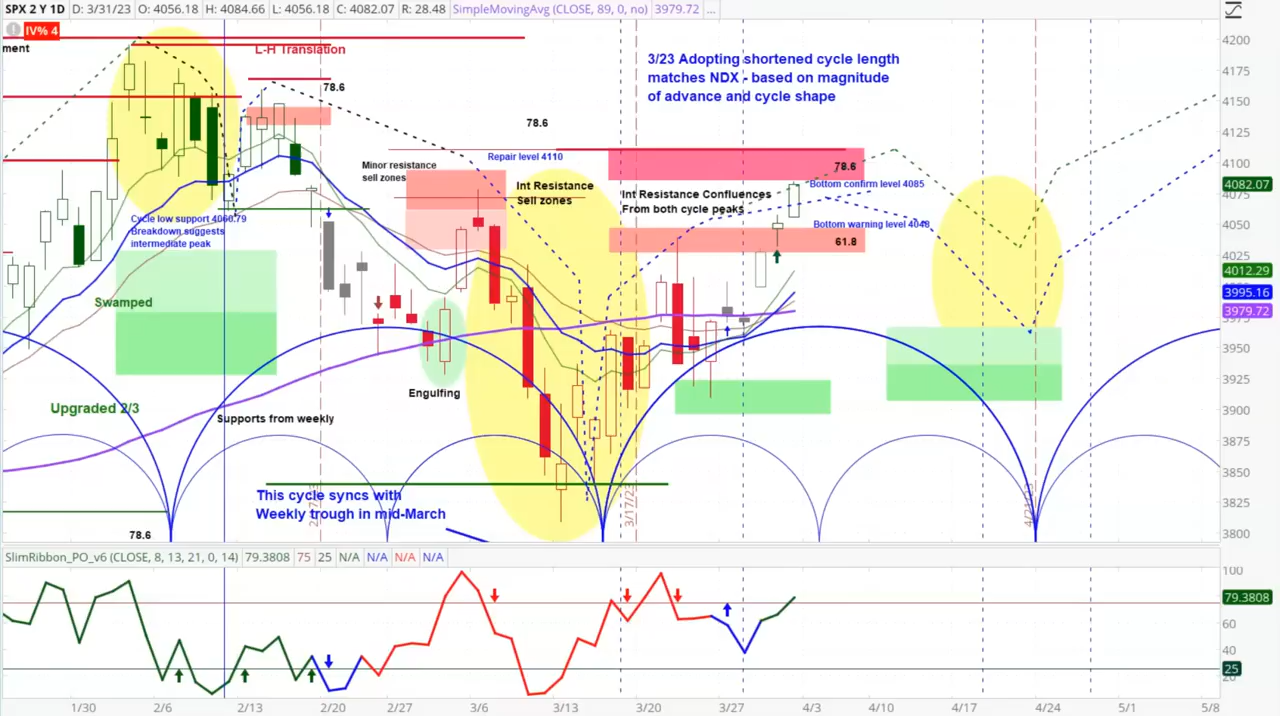 SPX 2 Y 1D D: 3/31/23 O: 4056.18 H: 4084.66 L: 4056.18 C: 4082.07 R: 28.48 SimpleMovingAvg (CLOSE, 89, 0, no) 3979.72 ...
IV% 4
ment
L-H Translation
78.6
3/23 Adopting shortened cycle length
matches NDX - based on magnitude
of advance and cycle shape
78.6
Repair level 4110
Minor resistance
sell zones
Int Resistance
Sell zones
78.6
Int Resistance Confluences
From both cycle peaks
Bottom confirm level 4085
Bottom warning level 4049
61.8
Cycle low support 4060.79
Breakdown suggests
intermediate peak
Swamped
Engulfing
Upgraded 2/3
Supports from weekly
This cycle syncs with
Weekly trough in mid-March
78.6
3/17/23
4200
4175
4150
4125
4100
4082.07
4050
4025
4012.29
3995.16
3979.72
3950
3925
3900
3875
3850
3825
3800
SlimRibbon_PO_v6 (CLOSE, 8, 13, 21, 0, 14) 79.3808 75 25 N/A N/A N/A N/A
100
79.3808
60
40
25
20
1/30 2/6 2/13 2/20 2/27 3/6 3/13 3/20 3/27 4/3 4/10 4/17 4/24 5/1 5/8